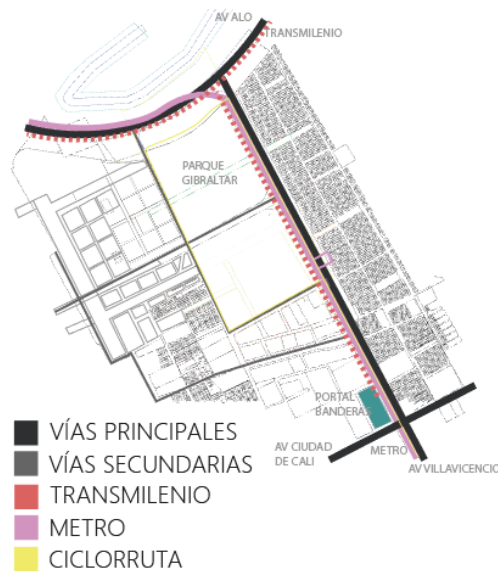 AV ALO
TRANSMILENIO
PARQUE
GIBRALTAR
PORTAL
BANDERAS
AV CIUDAD
DE CALI
METRO
AV VILLAVICENCIO
VÍAS PRINCIPALES
VÍAS SECUNDARIAS
TRANSMILENIO
METRO
CICLORRUTA